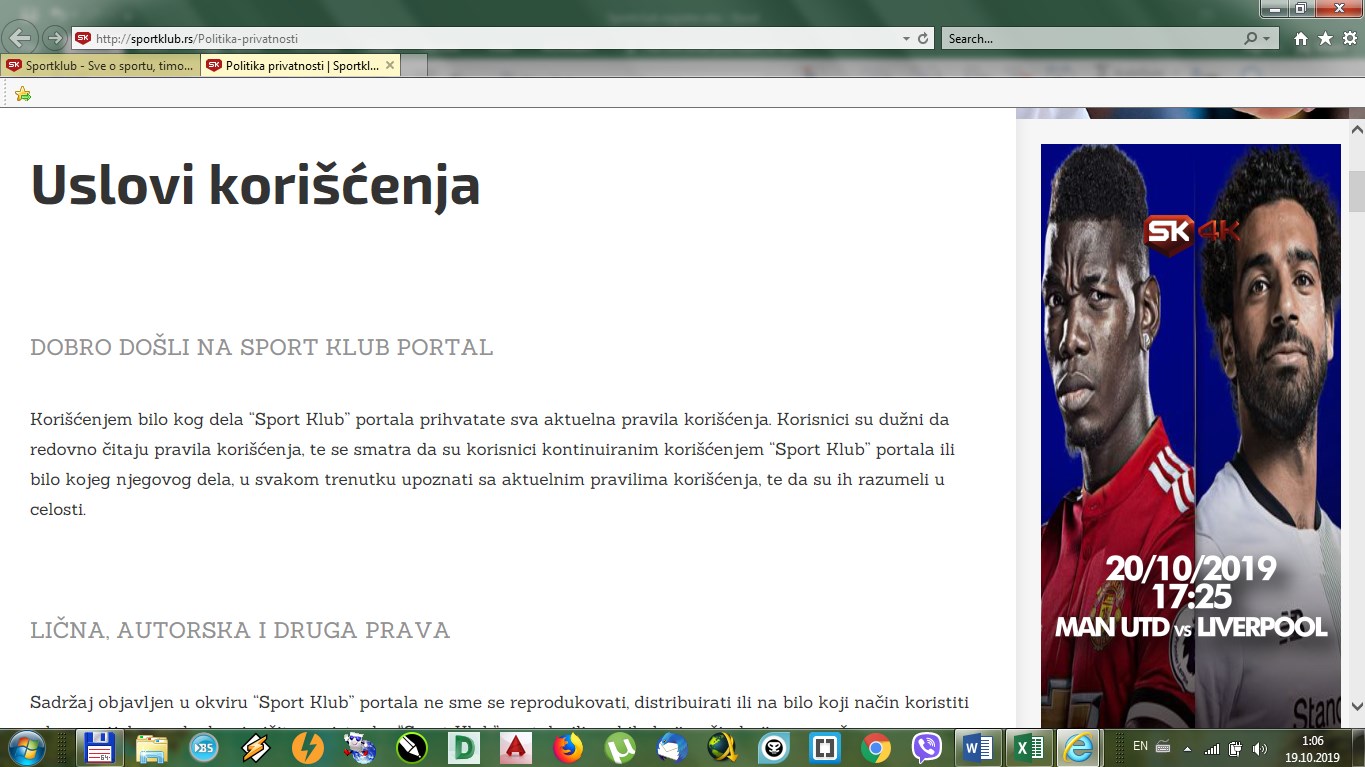 http://sportklub.rs/Politika-privatnosti
Search...
Sportklub - Sve o sportu, timo...
Politika privatnosti | Sportkl...
Uslovi korišćenja
DOBRO DOŠLI NA SPORT KLUB PORTAL
Korišćenjem bilo kog dela “Sport Klub” portala prihvatate sva aktuelna pravila korišćenja. Korisnici su dužni da
redovno čitaju pravila korišćenja, te se smatra da su korisnici kontinuiranim korišćenjem “Sport Klub” portala ili
bilo kojeg njegovog dela, u svakom trenutku upoznati sa aktuelnim pravilima korišćenja, te da su ih razumeli u
celosti.
LIČNA, AUTORSKA I DRUGA PRAVA
Sadržaj objavljen u okviru “Sport Klub” portala ne sme se reprodukovati, distribuirati ili na bilo koji način koristiti
SK 4K
20/10/2019
17:25
MAN UTD vs LIVERPOOL
Stand
EN
1:06
19.10.2019